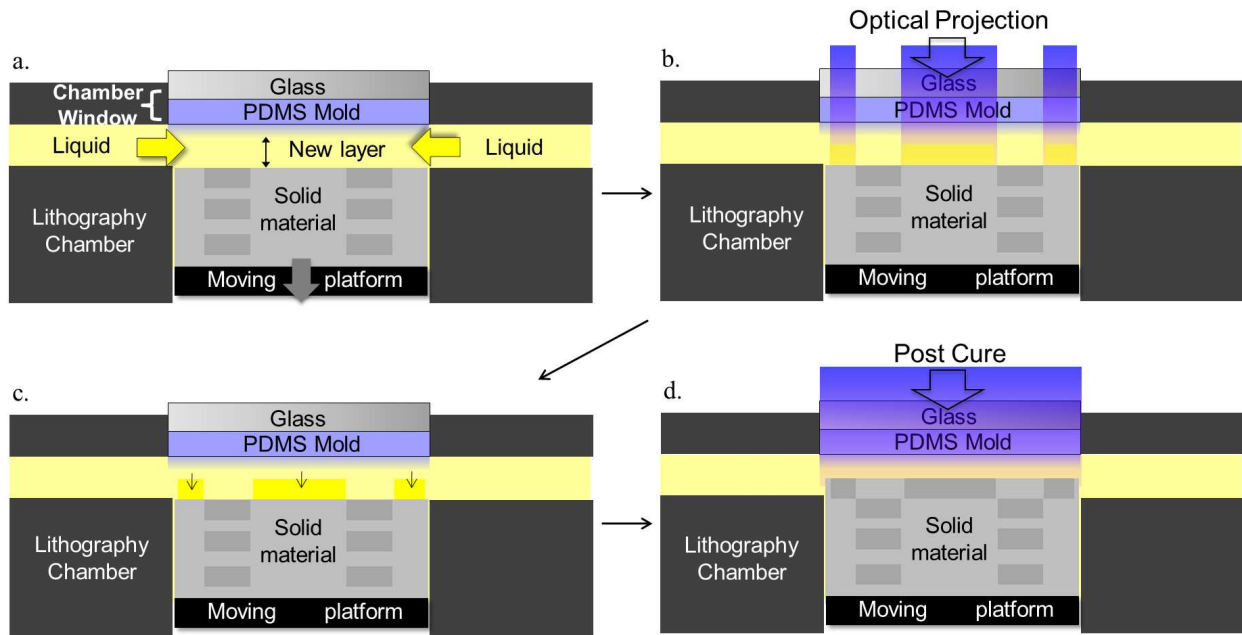 a.
Glass
Chamber
Window
PDMS Mold
Liquid
New layer
Liquid
Solid
material
Lithography
Chamber
Moving platform
Optical Projection
b.
Glass
PDMS Mold
Solid
material
Lithography
Chamber
Moving platform
c.
Glass
PDMS Mold
Solid
material
Lithography
Chamber
Moving platform
Post Cure
d.
Glass
PDMS Mold
Solid
material
Lithography
Chamber
Moving platform